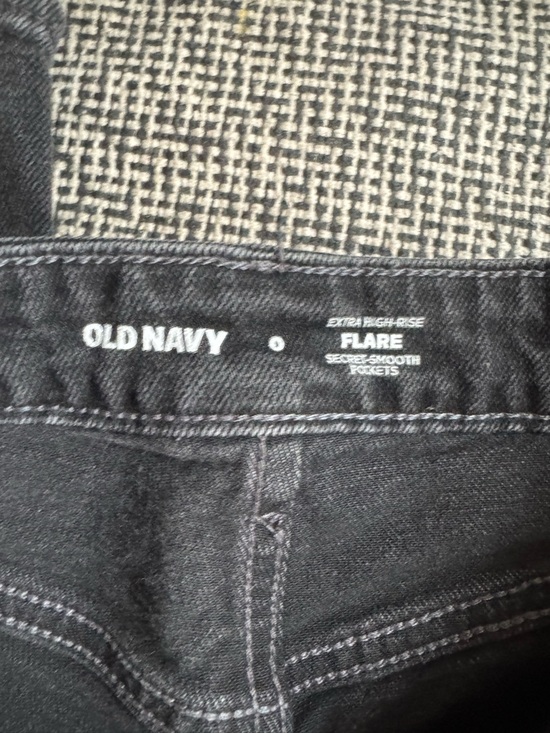 OLD NAVY
0
EXTRA HIGH-RISE
FLARE
SECRET-SMOOTH
POCKETS